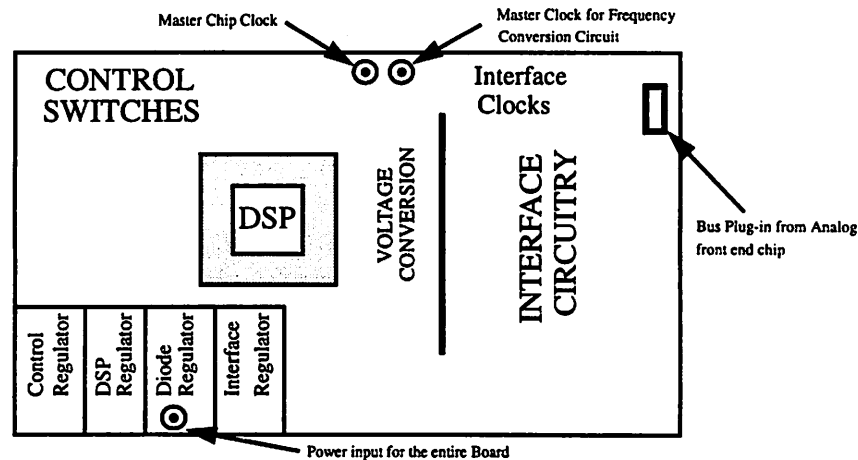 Master Chip Clock
Master Clock for Frequency
Conversion Circuit
CONTROL
SWITCHES
Interface
Clocks
DSP
VOLTAGE
CONVERSION
INTERFACE
CIRCUITRY
Bus Plug-in from Analog
front end chip
Control
Regulator
DSP
Regulator
Diode
Regulator
Interface
Regulator
Power input for the entire Board